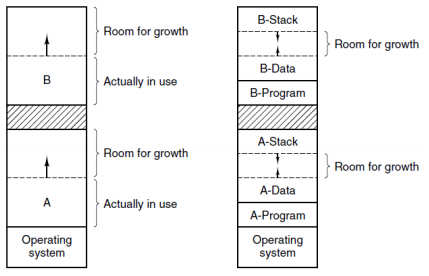 Room for growth
B
Actually in use
Room for growth
A
Actually in use
Operating
system
B-Stack
Room for growth
B-Data
B-Program
A-Stack
Room for growth
A-Data
A-Program
Operating
system